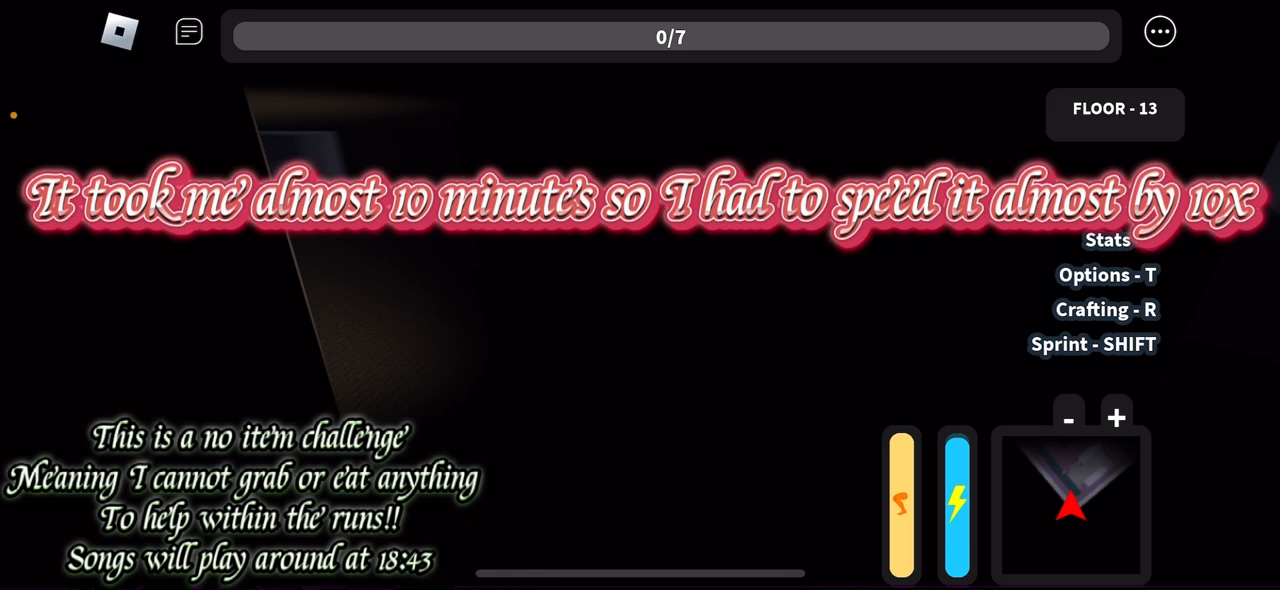 0/7
FLOOR - 13
It took me almost 10 minutes so I had to speed it almost by 10x
Stats
Options - T
Crafting - R
Sprint - SHIFT
- +
This is a no item challenge
Meaning I cannot grab or eat anything
To help within the runs!!
Songs will play around at 18:43